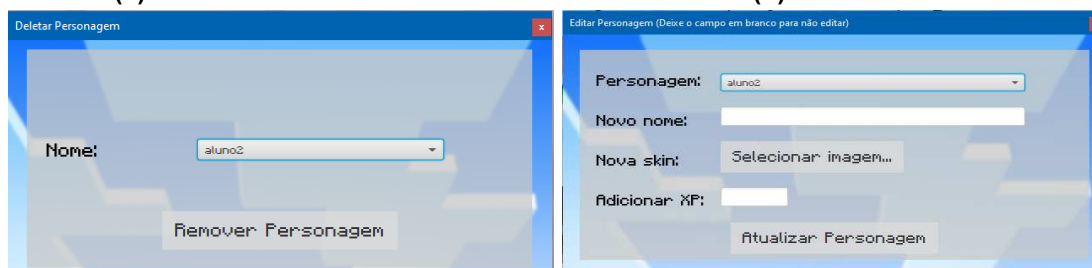 Deletar Personagem
x
Nome:
aluno2
Remover Personagem
Editar Personagem (Deixe o campo em branco para não editar)
Personagem:
aluno2
Novo nome:
Nova skin:
Selecionar imagem...
Adicionar XP:
Atualizar Personagem